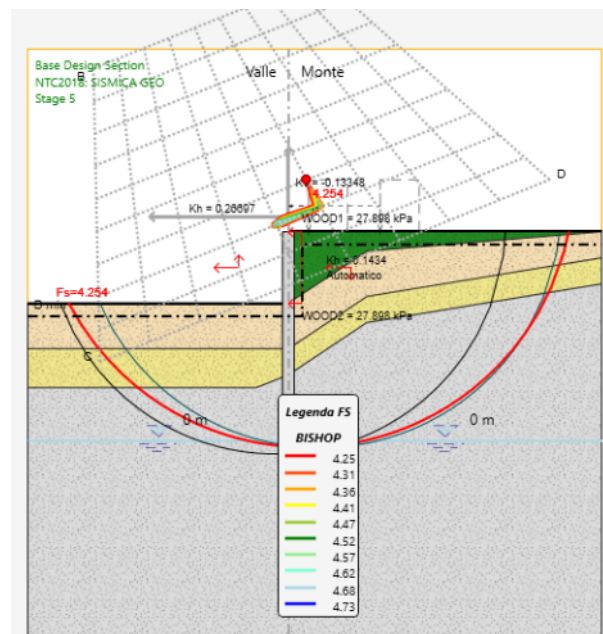 Base Design Section
NTC2018: SISMICA GEO
Stage 5
B
Valle
Monte
D
= -0.13348
4.254
Kh = 0.26697
WOOD1 = 27.898 kPa
Kh = 0.1434
Automatico
Fs=4.254
WOOD2 = 27.898 kPa
C
0 m
0 m
Legenda FS
BISHOP
4.25
4.31
4.36
4.41
4.47
4.52
4.57
4.62
4.68
4.73